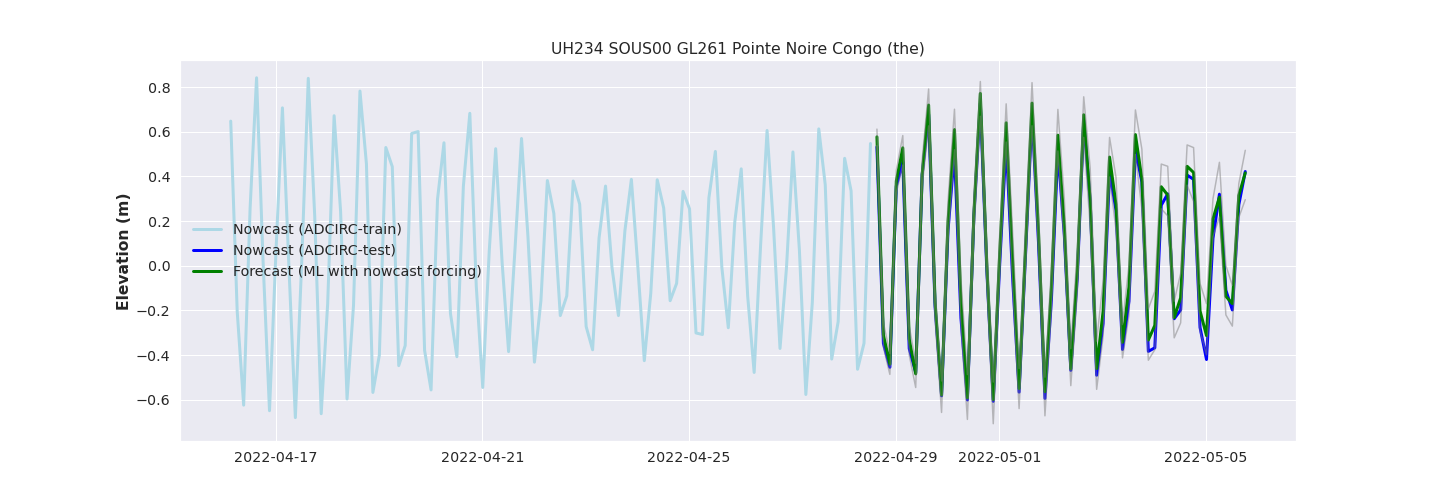 UH234 SOUS00 GL261 Pointe Noire Congo (the)
Elevation (m)
0.8
0.6
0.4
0.2
0.0
−0.2
−0.4
−0.6
Nowcast (ADCIRC-train)
Nowcast (ADCIRC-test)
Forecast (ML with nowcast forcing)
2022-04-17 2022-04-21 2022-04-25 2022-04-29 2022-05-01 2022-05-05